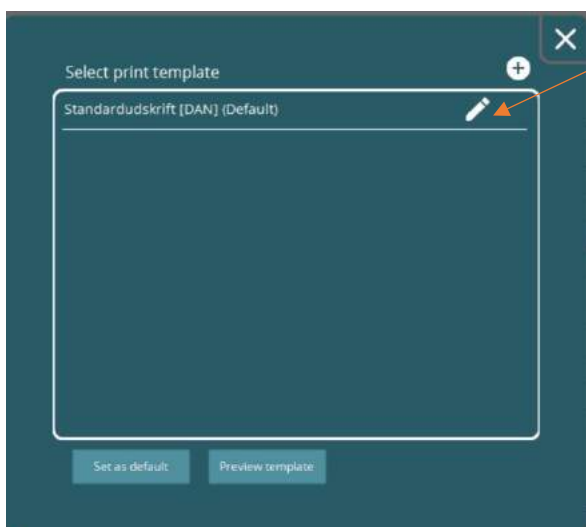 Select print template
Standardudskrift [DAN] (Default)
Set as default
Preview template